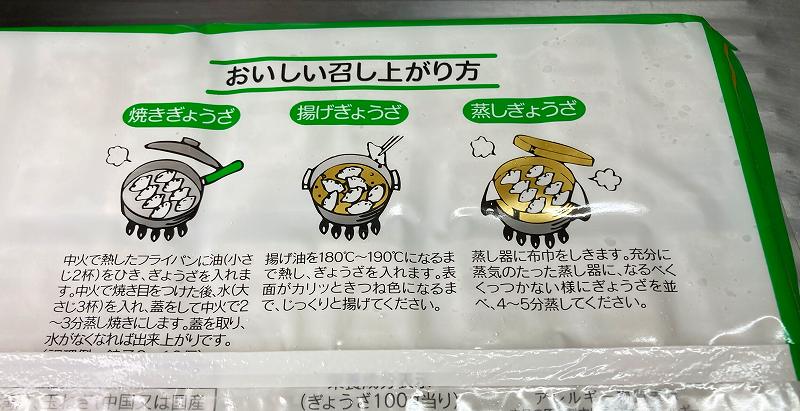 おいしい召し上がり方
焼きぎょうざ
中火で熱したフライパンに油(小さ
じ2杯)をひき、ぎょうざを入れま
す。中火で焼き目をつけた後、水(大
さじ3杯)を入れ、蓋をして中火で2
～3分蒸し焼きにします。蓋を取り、
水がなくなれば出来上がりです。
揚げぎょうざ
揚げ油を180℃～190℃になるま
で熱し、ぎょうざを入れます。表
面がカリッときつね色になるま
で、じっくりと揚げてください。
蒸しぎょうざ
蒸し器に布巾をしきます。充分に
蒸気のたった蒸し器に、なるべく
くっつかない様にぎょうざを並
べ、4～5分蒸してください。
中国又は国産
(ぎょうざ100g当り)